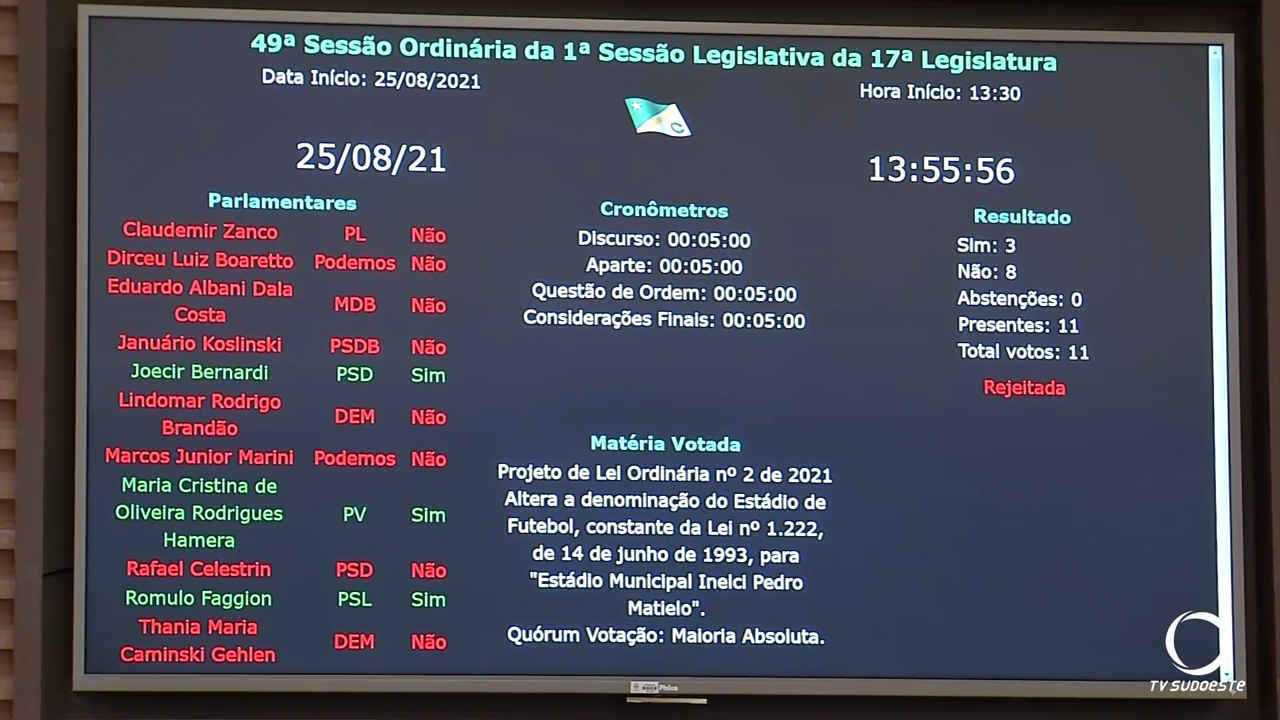 49ª Sessão Ordinária da 1ª Sessão Legislativa da 17ª Legislatura
Data Início: 25/08/2021
Hora Início: 13:30
25/08/21
13:55:56
Parlamentares
Claudemir Zanco PL Não
Dirceu Luiz Boaretto Podemos Não
Eduardo Albani Dala
Costa MDB Não
Januário Koslinski PSDB Não
Joecir Bernardi PSD Sim
Lindomar Rodrigo
Brandão DEM Não
Marcos Junior Marini Podemos Não
Maria Cristina de
Oliveira Rodrigues PV Sim
Hamera
Rafael Celestrin PSD Não
Romulo Faggion PSL Sim
Thania Maria
Caminski Gehlen DEM Não
Cronômetros
Discurso: 00:05:00
Aparte: 00:05:00
Questão de Ordem: 00:05:00
Considerações Finais: 00:05:00
Matéria Votada
Projeto de Lei Ordinária nº 2 de 2021
Altera a denominação do Estádio de
Futebol, constante da Lei nº 1.222,
de 14 de junho de 1993, para
"Estádio Municipal Inelci Pedro
Matielo".
Quórum Votação: Maioria Absoluta.
Resultado
Sim: 3
Não: 8
Abstenções: 0
Presentes: 11
Total votos: 11
Rejeitada
Philco
TV SUDOESTE